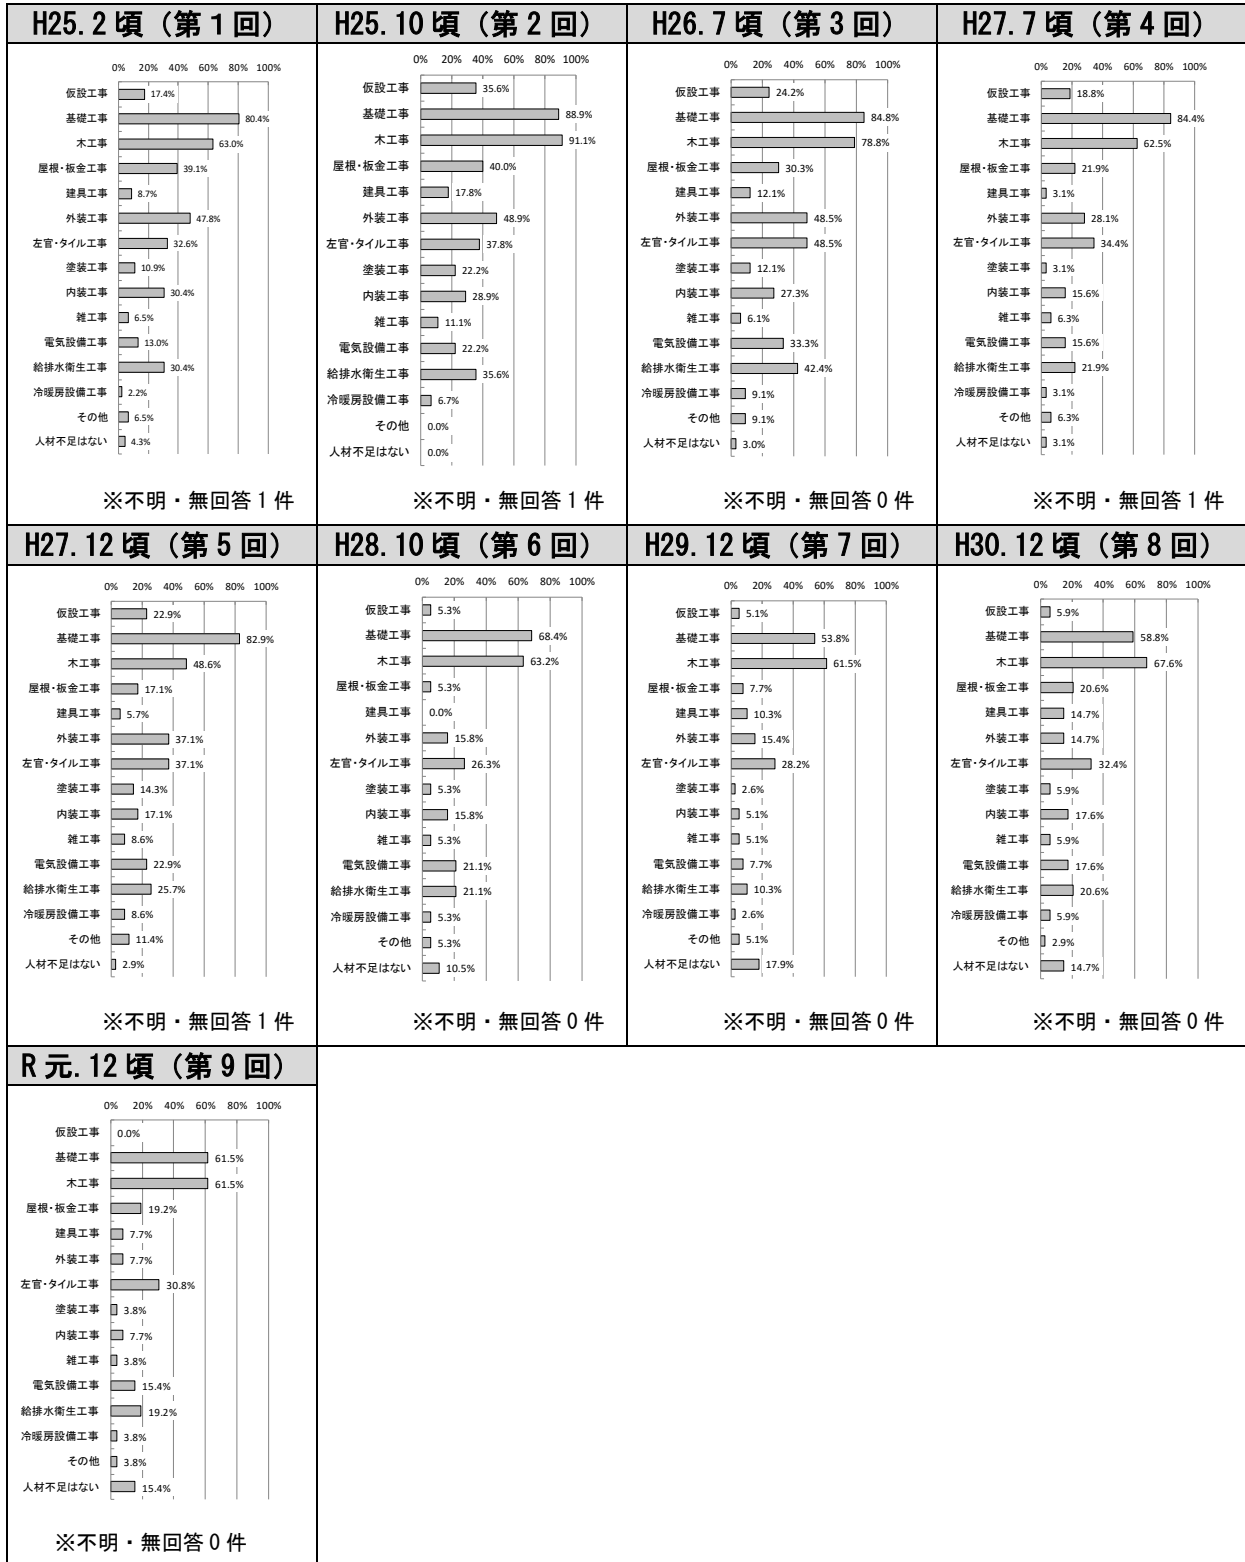 H25.2頃（第1回）
0% 20% 40% 60% 80% 100%
仮設工事 17.4%
基礎工事 80.4%
木工事 63.0%
屋根・板金工事 39.1%
建具工事 8.7%
外装工事 47.8%
左官・タイル工事 32.6%
塗装工事 10.9%
内装工事 30.4%
雑工事 6.5%
電気設備工事 13.0%
給排水衛生工事 30.4%
冷暖房設備工事 2.2%
その他 6.5%
人材不足はない 4.3%
※不明・無回答1件
H25.10頃（第2回）
0% 20% 40% 60% 80% 100%
仮設工事 35.6%
基礎工事 88.9%
木工事 91.1%
屋根・板金工事 40.0%
建具工事 17.8%
外装工事 48.9%
左官・タイル工事 37.8%
塗装工事 22.2%
内装工事 28.9%
雑工事 11.1%
電気設備工事 22.2%
給排水衛生工事 35.6%
冷暖房設備工事 6.7%
その他 0.0%
人材不足はない 0.0%
※不明・無回答1件
H26.7頃（第3回）
0% 20% 40% 60% 80% 100%
仮設工事 24.2%
基礎工事 84.8%
木工事 78.8%
屋根・板金工事 30.3%
建具工事 12.1%
外装工事 48.5%
左官・タイル工事 48.5%
塗装工事 12.1%
内装工事 27.3%
雑工事 6.1%
電気設備工事 33.3%
給排水衛生工事 42.4%
冷暖房設備工事 9.1%
その他 9.1%
人材不足はない 3.0%
※不明・無回答0件
H27.7頃（第4回）
0% 20% 40% 60% 80% 100%
仮設工事 18.8%
基礎工事 84.4%
木工事 62.5%
屋根・板金工事 21.9%
建具工事 3.1%
外装工事 28.1%
左官・タイル工事 34.4%
塗装工事 3.1%
内装工事 15.6%
雑工事 6.3%
電気設備工事 15.6%
給排水衛生工事 21.9%
冷暖房設備工事 3.1%
その他 6.3%
人材不足はない 3.1%
※不明・無回答1件
H27.12頃（第5回）
0% 20% 40% 60% 80% 100%
仮設工事 22.9%
基礎工事 82.9%
木工事 48.6%
屋根・板金工事 17.1%
建具工事 5.7%
外装工事 37.1%
左官・タイル工事 37.1%
塗装工事 14.3%
内装工事 17.1%
雑工事 8.6%
電気設備工事 22.9%
給排水衛生工事 25.7%
冷暖房設備工事 8.6%
その他 11.4%
人材不足はない 2.9%
※不明・無回答1件
H28.10頃（第6回）
0% 20% 40% 60% 80% 100%
仮設工事 5.3%
基礎工事 68.4%
木工事 63.2%
屋根・板金工事 5.3%
建具工事 0.0%
外装工事 15.8%
左官・タイル工事 26.3%
塗装工事 5.3%
内装工事 15.8%
雑工事 5.3%
電気設備工事 21.1%
給排水衛生工事 21.1%
冷暖房設備工事 5.3%
その他 5.3%
人材不足はない 10.5%
※不明・無回答0件
H29.12頃（第7回）
0% 20% 40% 60% 80% 100%
仮設工事 5.1%
基礎工事 53.8%
木工事 61.5%
屋根・板金工事 7.7%
建具工事 10.3%
外装工事 15.4%
左官・タイル工事 28.2%
塗装工事 2.6%
内装工事 5.1%
雑工事 5.1%
電気設備工事 7.7%
給排水衛生工事 10.3%
冷暖房設備工事 2.6%
その他 5.1%
人材不足はない 17.9%
※不明・無回答0件
H30.12頃（第8回）
0% 20% 40% 60% 80% 100%
仮設工事 5.9%
基礎工事 58.8%
木工事 67.6%
屋根・板金工事 20.6%
建具工事 14.7%
外装工事 14.7%
左官・タイル工事 32.4%
塗装工事 5.9%
内装工事 17.6%
雑工事 5.9%
電気設備工事 17.6%
給排水衛生工事 20.6%
冷暖房設備工事 5.9%
その他 2.9%
人材不足はない 14.7%
※不明・無回答0件
R元.12頃（第9回）
0% 20% 40% 60% 80% 100%
仮設工事 0.0%
基礎工事 61.5%
木工事 61.5%
屋根・板金工事 19.2%
建具工事 7.7%
外装工事 7.7%
左官・タイル工事 30.8%
塗装工事 3.8%
内装工事 7.7%
雑工事 3.8%
電気設備工事 15.4%
給排水衛生工事 19.2%
冷暖房設備工事 3.8%
その他 3.8%
人材不足はない 15.4%
※不明・無回答0件